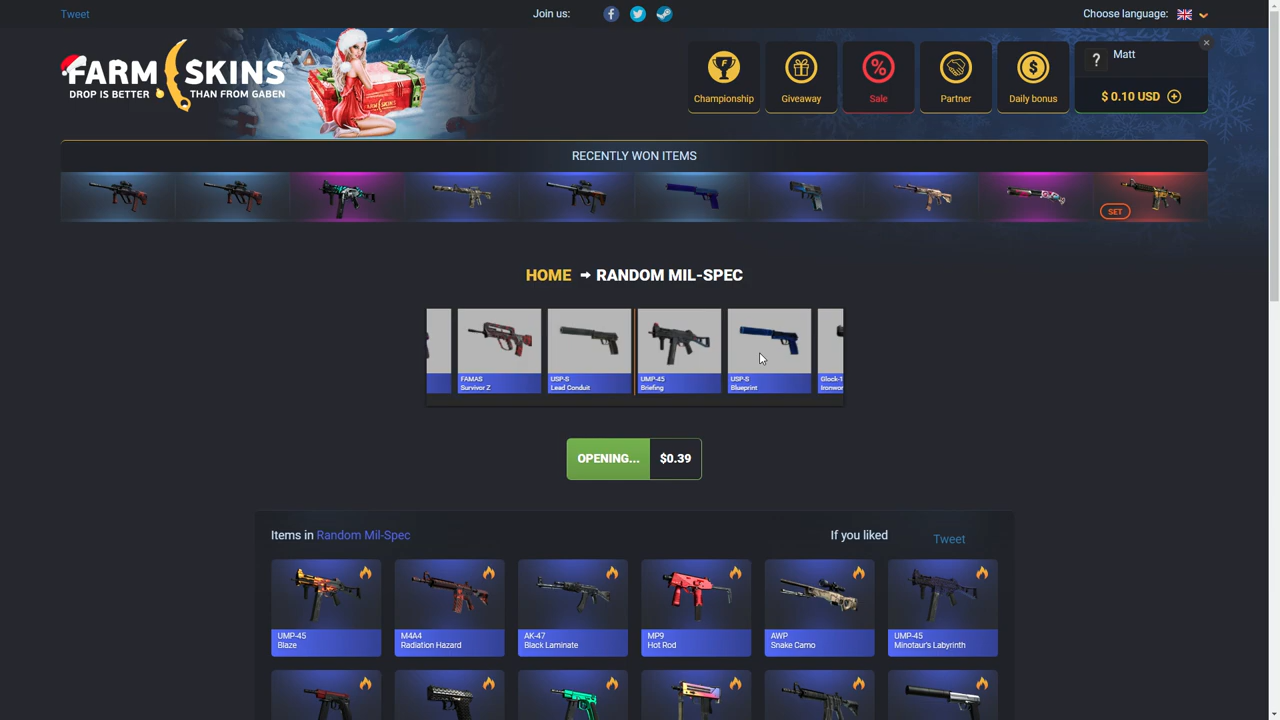 Tweet
Join us:
Choose language:
FARM SKINS
DROP IS BETTER THAN FROM GABEN
Championship
Giveaway
Sale
Partner
Daily bonus
?
Matt
$ 0.10 USD
RECENTLY WON ITEMS
SET
HOME ➡ RANDOM MIL-SPEC
FAMAS
Survivor Z
USP-S
Lead Conduit
UMP-45
Briefing
USP-S
Blueprint
Glock-1
Ironwor
OPENING...
$0.39
Items in Random Mil-Spec
If you liked
Tweet
UMP-45
Blaze
M4A4
Radiation Hazard
AK-47
Black Laminate
MP9
Hot Rod
AWP
Snake Camo
UMP-45
Minotaur's Labyrinth